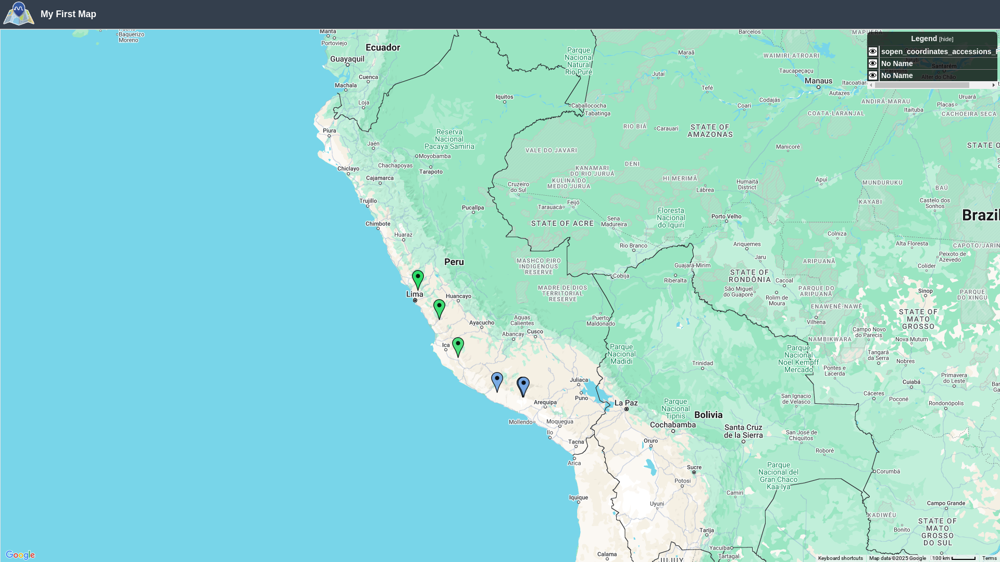 My First Map
Legend [hide]
sopen_coordinates_accessions_
No Name
No Name
Baquerizo
Moreno
Manta
Portoviejo
Ecuador
Guayaquil
Cuenca
Machala
Loja
Piura
Jaén
Moyobamba
Chachapoyas
Tarapoto
Chiclayo
Cajamarca
Trujillo
Pucallpa
Chimbote
Huaraz
Peru
Lima
Huancayo
Ayacucho
Ica
Abancay
Aguas
Calientes
Cusco
Juliaca
Puno
Arequipa
Mollendo
Moquegua
Ilo
Tacna
Arica
Iquique
Calama
Iquitos
Reserva
Nacional
Pacaya Samiria
Parque
Nacional
Natural
Río Puré
Caballococha
Tabatinga
Barcelos
MAPUERA
Maraã
WAIMIRI-ATROARI
Taucapeçaçu
Jutaí
Manaus
Itacoatiara
Tefé
Autazes
Codajás
Coari
ANDIRÁ-MARAU
Santarém
Alter do Chão
Uruará
Placas
Itaituba
CACHOEIRA SECA
COATA-LARANJAL
RIO BIÁ
Carauari
STATE OF
AMAZONAS
Manicoré
STATE O
VALE DO JAVARI
DENI
KANAMARI
DO RIO JURUÁ
KULINA DO
MEDIO JURUA
HI MERIMÃ
Cruzeiro
do Sul
Lábrea
Humaitá
District
Apuí
MUNDURUKU
BAÚ
KAYABI
Castelo dos
Sonhos
Feijó
Tarauacá
STATE OF ACRE
Sena
Madureira
Floresta
Nacional
do Iquiri
Porto Velho
Brazil
Colniza
Alta Floresta
CAPOTO/JARIN
Peixoto de
Azevedo
Rio Branco
Ariquemes
Jaru
ARIPUANÃ
Colíder
MASHCO PIRO
INDIGENOUS
RESERVE
Guajará-Mirim
STATE OF
RONDÔNIA
Cacoal
Cobija
Riberalta
MADRE DE DIOS
TERRITORIAL
RESERVE
São Miguel
do Guaporé
PARQUE DO
ARIPUANÃ
Sinop
PARQUE
DO XINGU
Rolim de
Moura
ENAWENÊ-NAWÊ
STATE OF
MATO
GROSSO
Puerto
Maldonado
Vilhena
Campo Novo
do Parecis
NAMBIKWARA
Nova Mutum
Parque
Nacional
Madidi
Parque
Nacional
Noel Kempff
Mercado
Tangará
da Serra
Trinidad
Nobres
Pontes e
Lacerda
Primavera
do Leste
Cuiabá
Cáceres
Poconé
Rondonópolis
San Ignacio
de Velasco
La Paz
Parque
Nacional
Tipnis
Bolivia
Cochabamba
Santa Cruz
de la Sierra
San José de
Chiquitos
Oruro
Roboré
Sucre
Parque
Nacional del
Gran Chaco
Kaa-Iya
Corumbá
Potosi
Camiri
Uyuni
Campo Grande
KADIWÉU
Bonito
STATE OF
MATO
GROSSO
DO SUL
Tarija
Yacuíba
Tartagal
JUJUY
Google
Keyboard shortcuts
Map data ©2025 Google
100 km
Terms